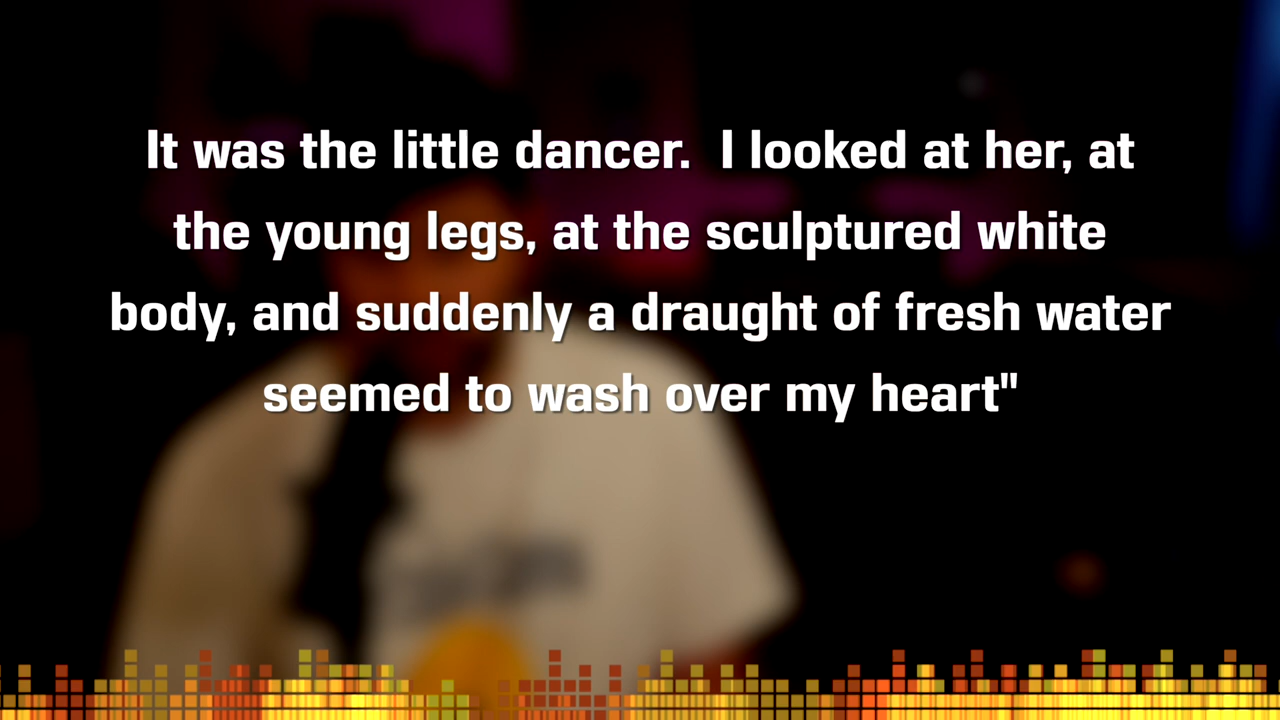 It was the little dancer.  I looked at her, at
the young legs, at the sculptured white
body, and suddenly a draught of fresh water
seemed to wash over my heart"